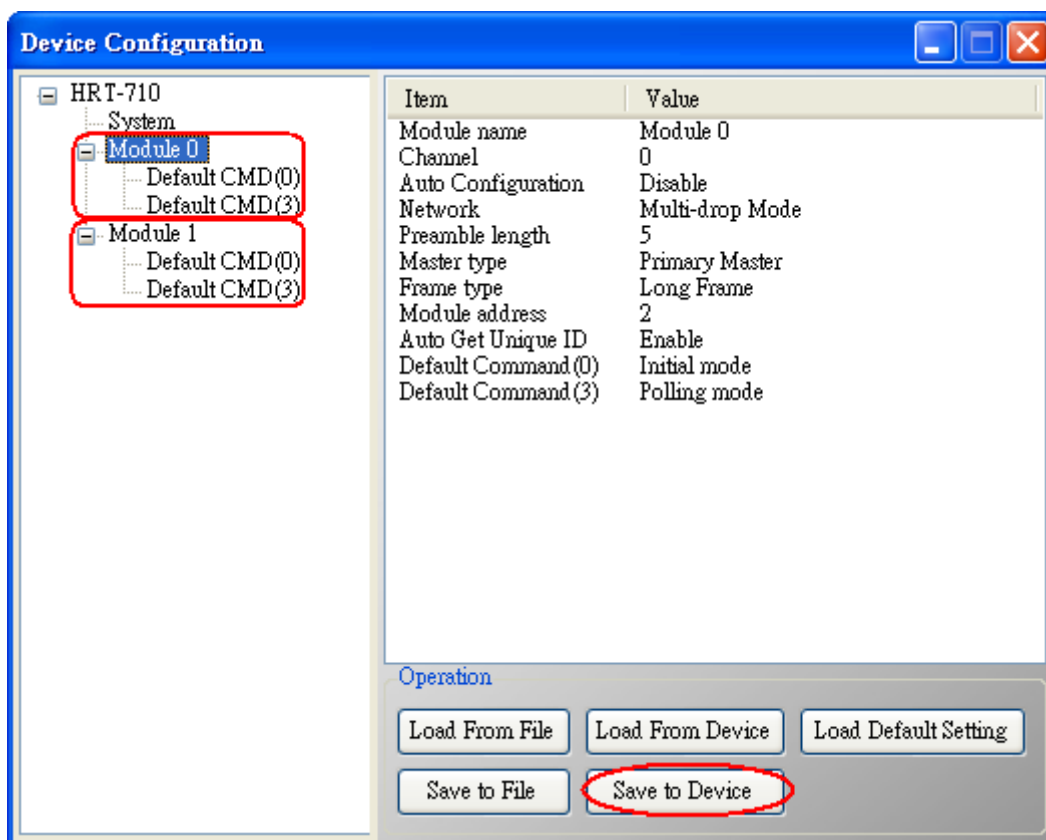 Device Configuration
HRT-710
System
Module 0
Default CMD(0)
Default CMD(3)
Module 1
Default CMD(0)
Default CMD(3)
Item Value
Module name Module 0
Channel 0
Auto Configuration Disable
Network Multi-drop Mode
Preamble length 5
Master type Primary Master
Frame type Long Frame
Module address 2
Auto Get Unique ID Enable
Default Command(0) Initial mode
Default Command(3) Polling mode
Operation
Load From File Load From Device Load Default Setting
Save to File Save to Device